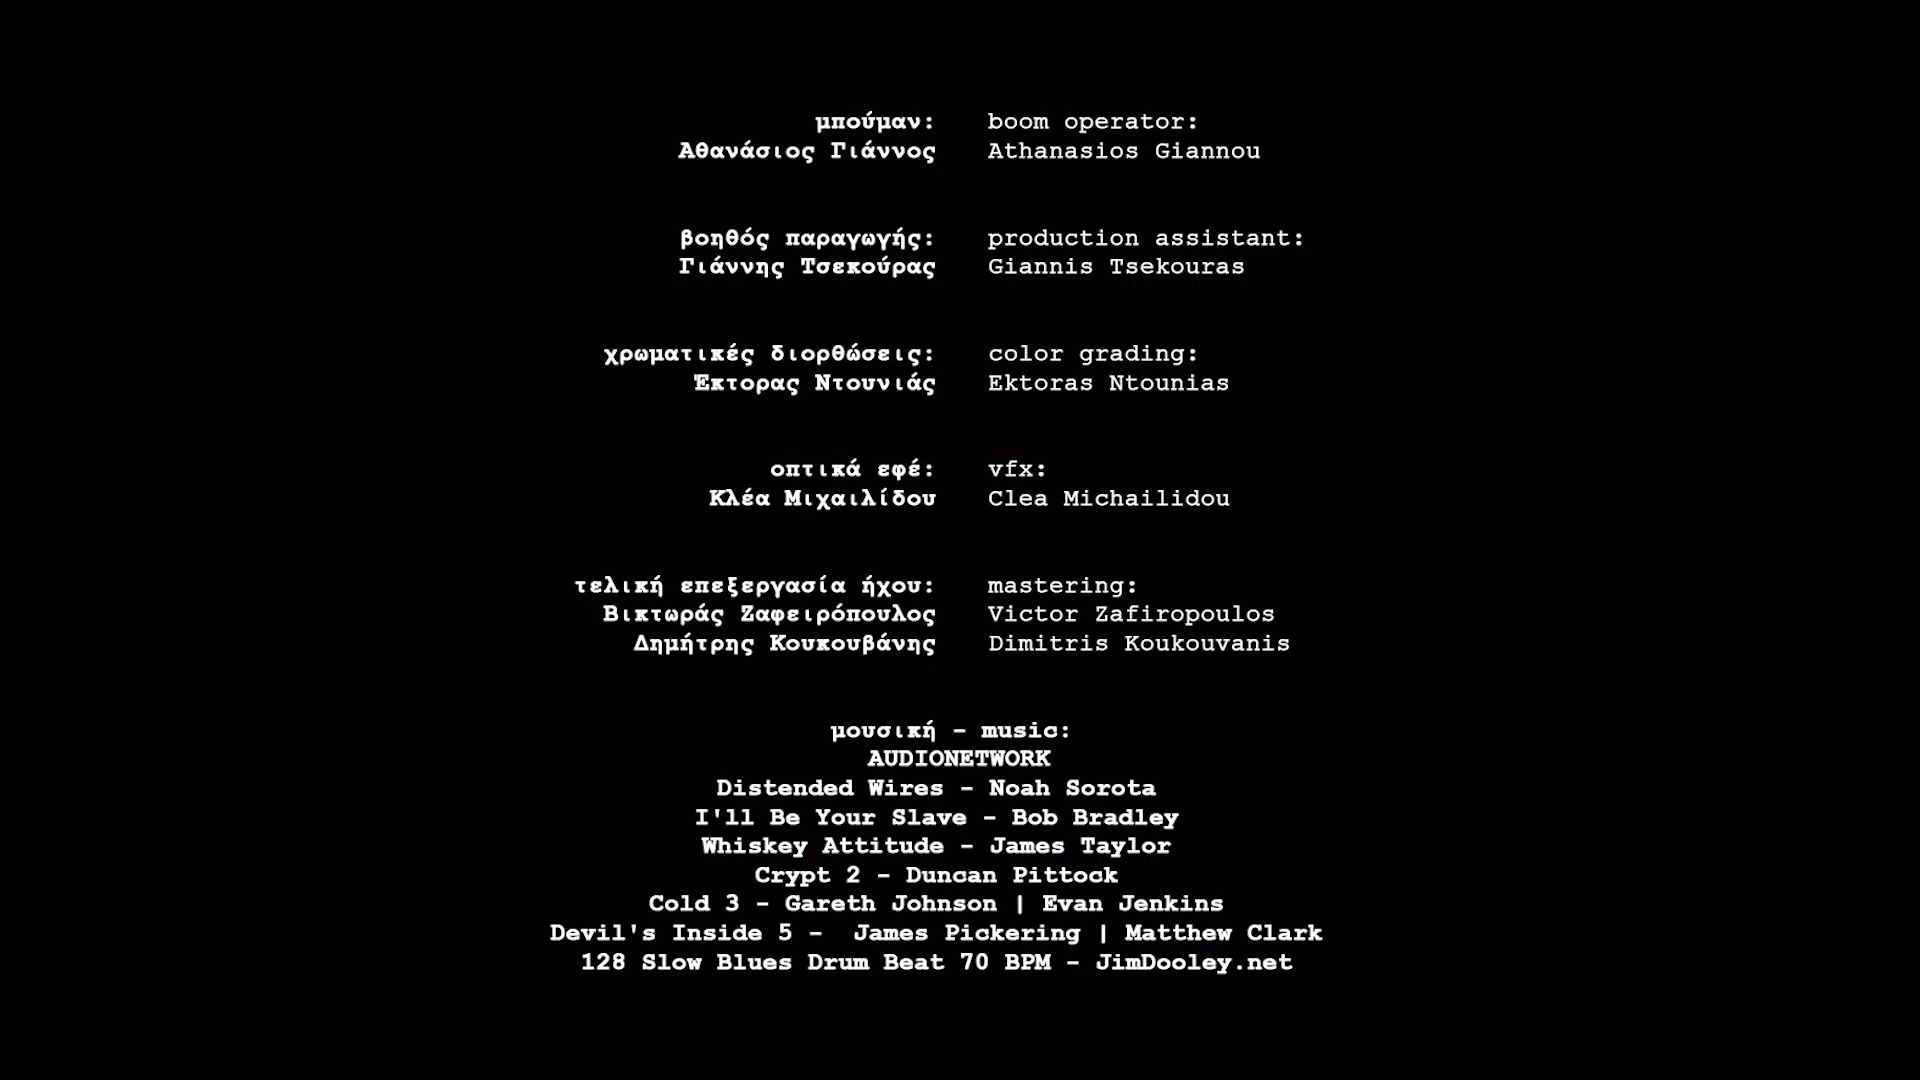 μπούμαν: boom operator:
Αθανάσιος Γιάννος Athanasios Giannou
βοηθός παραγωγής: production assistant:
Γιάννης Τσεκούρας Giannis Tsekouras
χρωματικές διορθώσεις: color grading:
Έκτορας Ντουνιάς Ektoras Ntounias
οπτικά εφέ: vfx:
Κλέα Μιχαιλίδου Clea Michailidou
τελική επεξεργασία ήχου: mastering:
Βικτωράς Ζαφειρόπουλος Victor Zafiropoulos
Δημήτρης Κουκουβάνης Dimitris Koukouvanis
μουσική - music:
AUDIONETWORK
Distended Wires - Noah Sorota
I'll Be Your Slave - Bob Bradley
Whiskey Attitude - James Taylor
Crypt 2 - Duncan Pittock
Cold 3 - Gareth Johnson | Evan Jenkins
Devil's Inside 5 -  James Pickering | Matthew Clark
128 Slow Blues Drum Beat 70 BPM - JimDooley.net